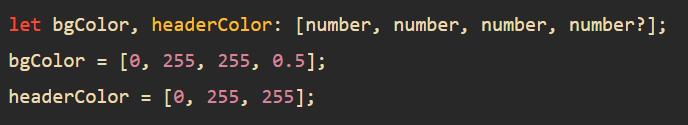 let bgColor, headerColor: [number, number, number, number?];
bgColor = [0, 255, 255, 0.5];
headerColor = [0, 255, 255];